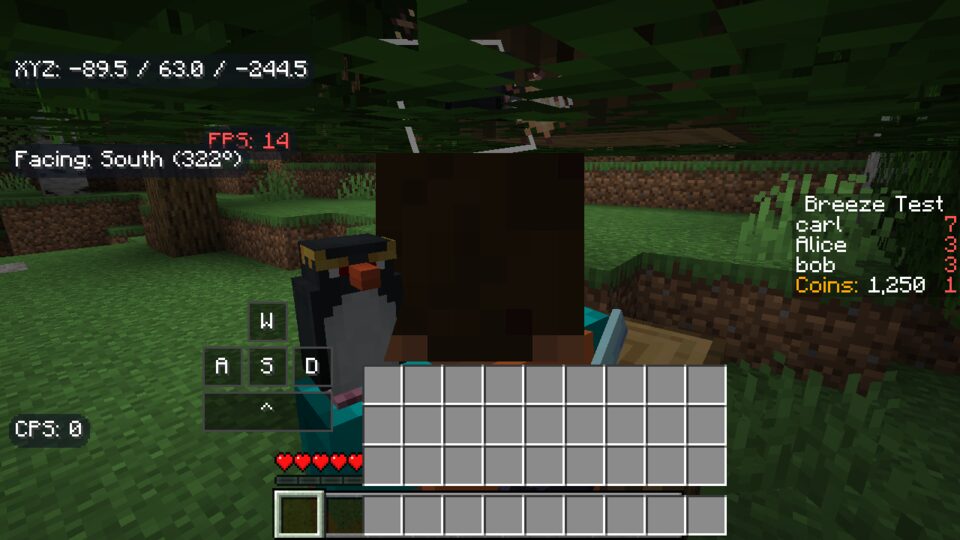 XYZ: -89.5 / 63.0 / -244.5
FPS: 14
Facing: South (322°)
Breeze Test
carl 7
Alice 3
bob 3
Coins: 1,250 1
W
A S D
^
CPS: 0